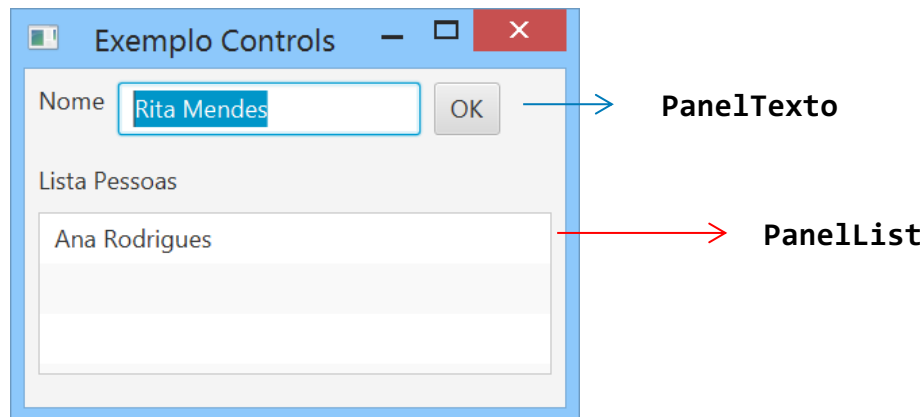 Exemplo Controls
Nome Rita Mendes OK
PanelTexto
Lista Pessoas
Ana Rodrigues
PanelList